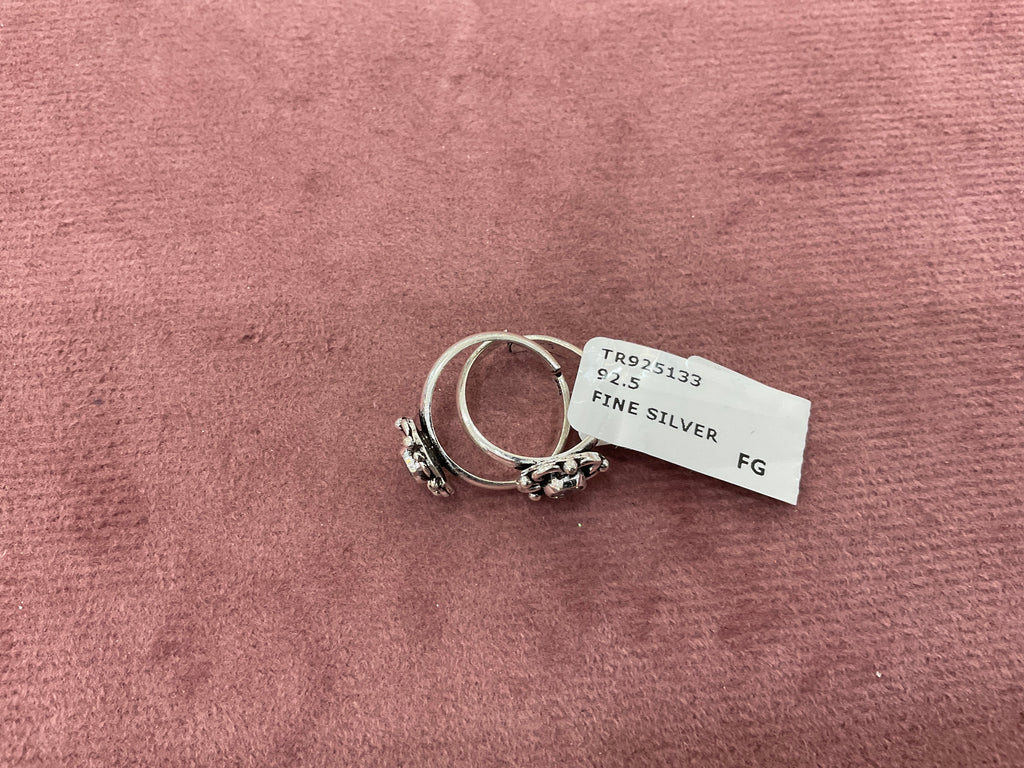 TR925133
92.5
FINE SILVER
FG